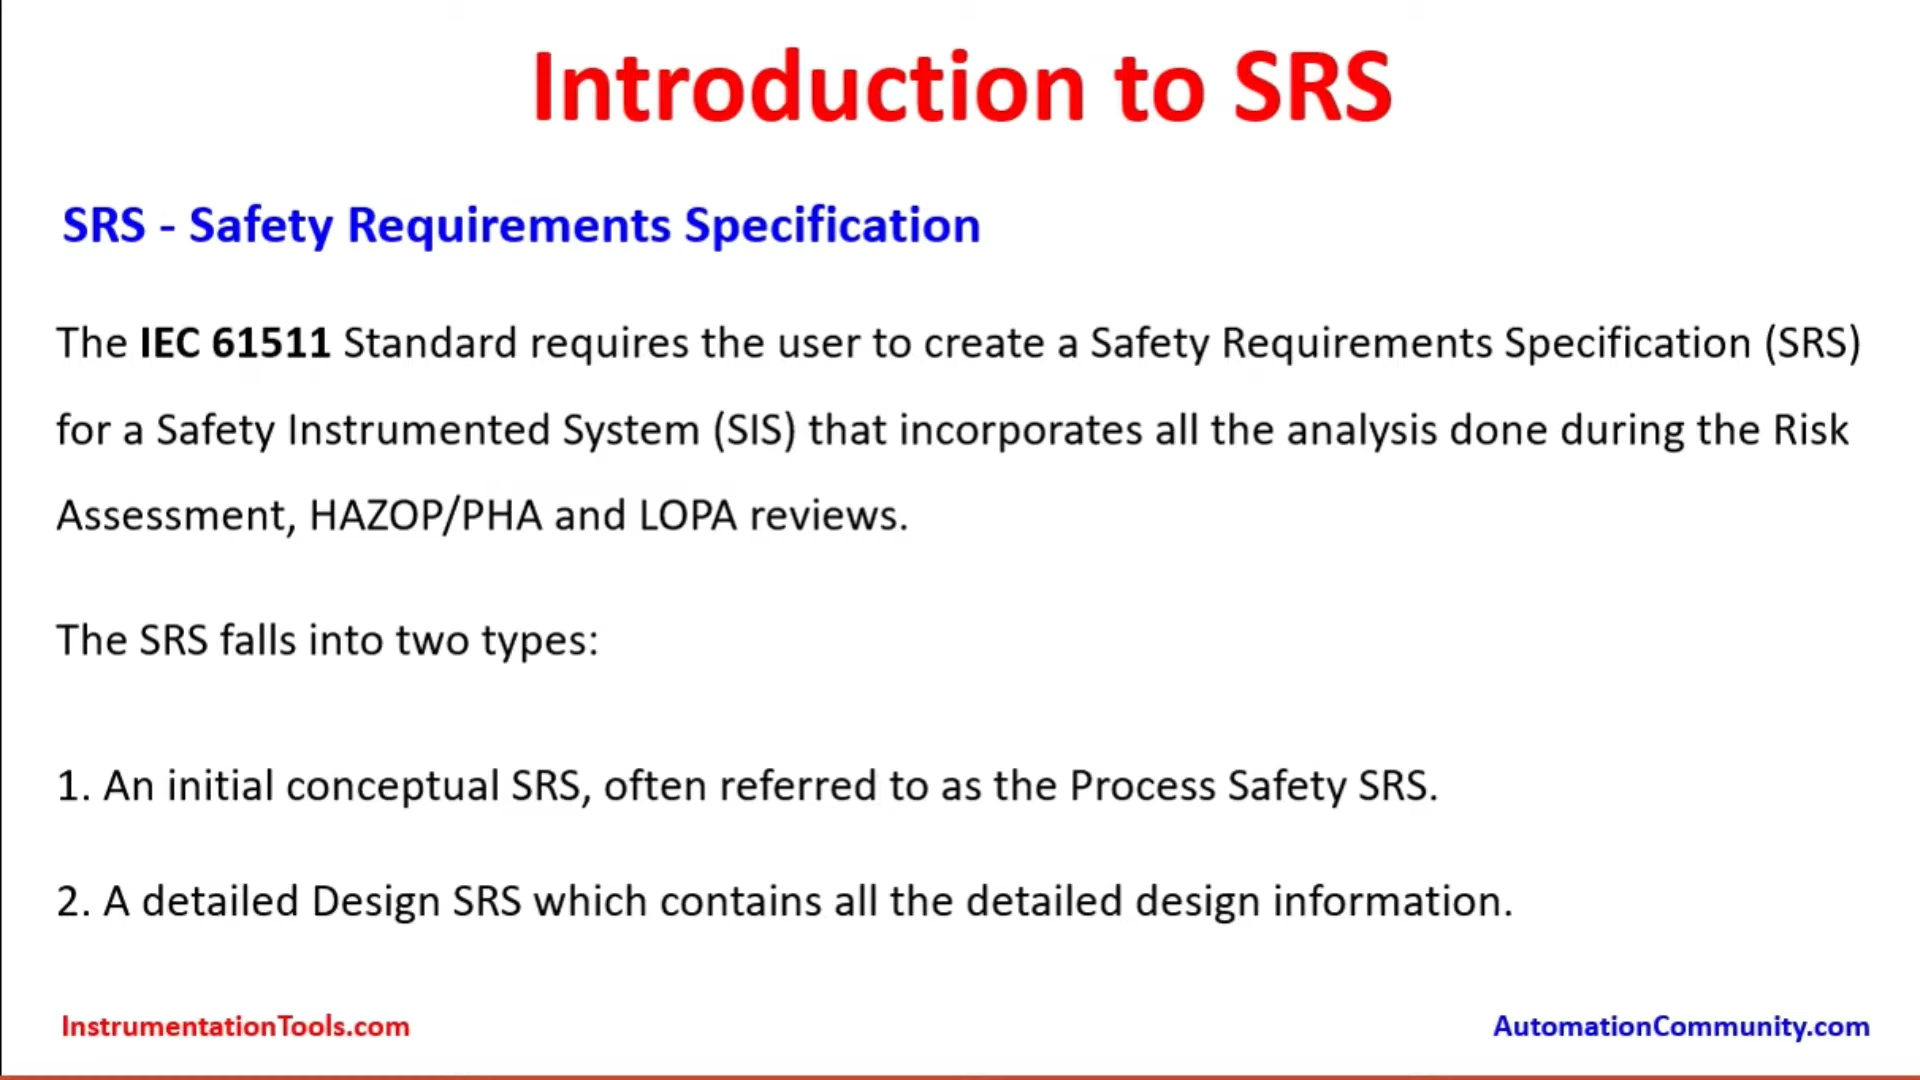 Introduction to SRS
SRS - Safety Requirements Specification
The IEC 61511 Standard requires the user to create a Safety Requirements Specification (SRS)
for a Safety Instrumented System (SIS) that incorporates all the analysis done during the Risk
Assessment, HAZOP/PHA and LOPA reviews.
The SRS falls into two types:
1. An initial conceptual SRS, often referred to as the Process Safety SRS.
2. A detailed Design SRS which contains all the detailed design information.
InstrumentationTools.com
AutomationCommunity.com